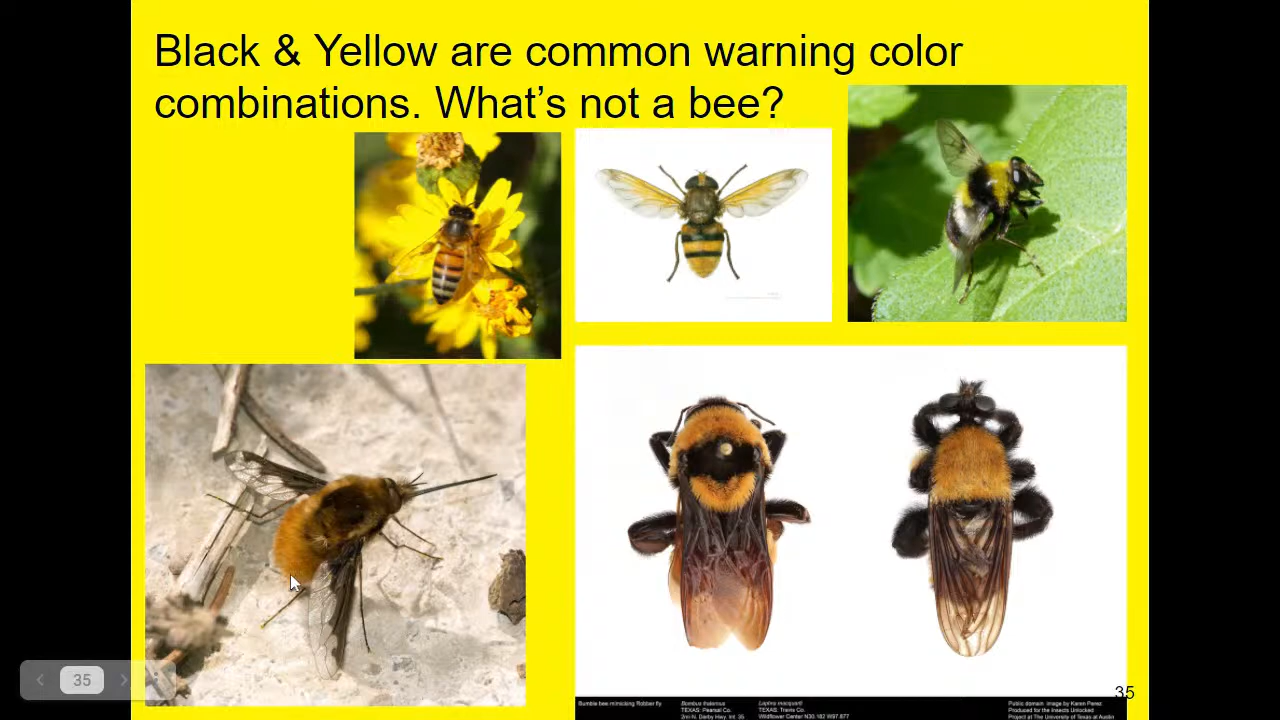 Black & Yellow are common warning color
combinations. What's not a bee?
35
Bumble bee mimicking Robber fly
Bombus
TEXAS: Pearsal Co.
2mi N. Darby Hwy. Int. 35
Laphria macquarti
TEXAS: Travis Co.
Wildflower Center N30.182 W97.877
Public domain image by Karen Perez
Produced for the Insects Unlocked
Project at The University of Texas at Austin
35